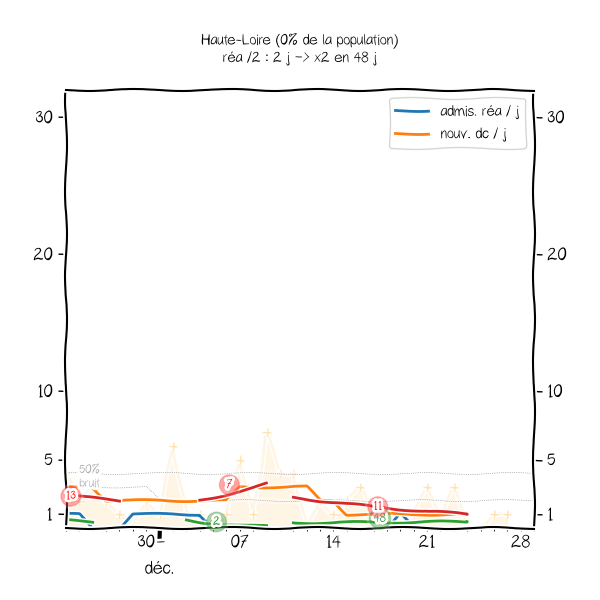 Haute-Loire (0% de la population)
réa /2 : 2 j -> x2 en 48 j
admis. réa / j
nouv. dc / j
30 30
20 20
10 10
5 5
1 1
50%
bruit
13
7
2
11
48
30 07 14 21 28
déc.